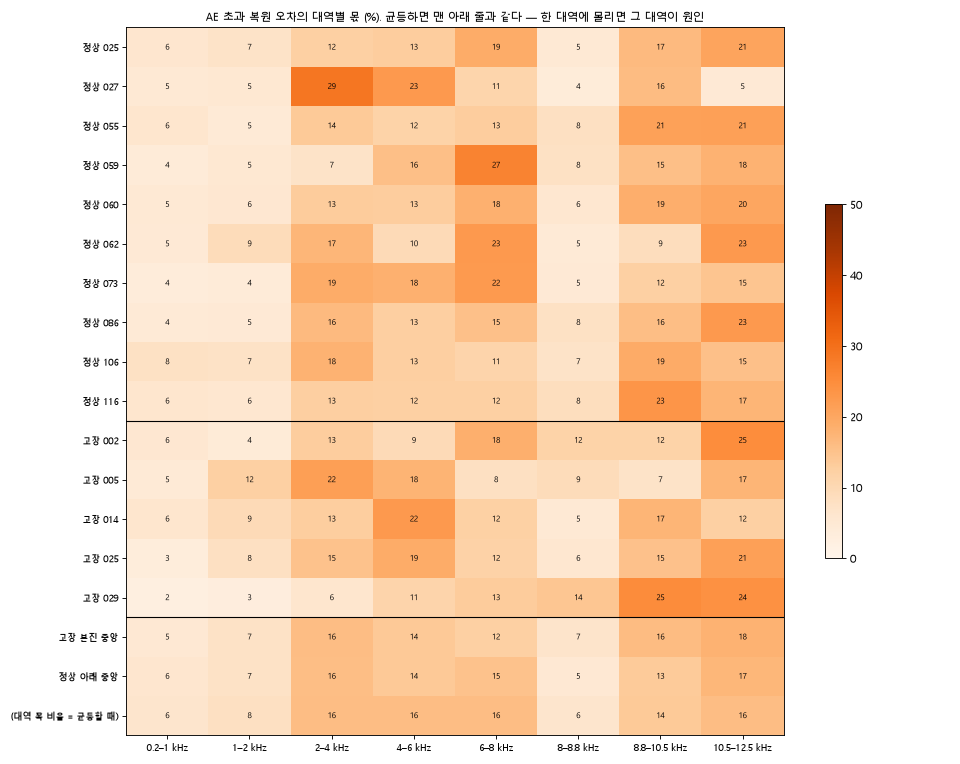 AE 초과 복원 오차의 대역별 몫 (%). 균등하면 맨 아래 줄과 같다 — 한 대역에 몰리면 그 대역이 원인
정상 025 6 7 12 13 19 5 17 21
정상 027 5 5 29 23 11 4 16 5
정상 055 6 5 14 12 13 8 21 21
정상 059 4 5 7 16 27 8 15 18
정상 060 5 6 13 13 18 6 19 20
정상 062 5 9 17 10 23 5 9 23
정상 073 4 4 19 18 22 5 12 15
정상 086 4 5 16 13 15 8 16 23
정상 106 8 7 18 13 11 7 19 15
정상 116 6 6 13 12 12 8 23 17
고장 002 6 4 13 9 18 12 12 25
고장 005 5 12 22 18 8 9 7 17
고장 014 6 9 13 22 12 5 17 12
고장 025 3 8 15 19 12 6 15 21
고장 029 2 3 6 11 13 14 25 24
고장 본진 중앙 5 7 16 14 12 7 16 18
정상 아래 중앙 6 7 16 14 15 5 13 17
(대역 폭 비율 = 균등할 때) 6 8 16 16 16 6 14 16
0.2–1 kHz 1–2 kHz 2–4 kHz 4–6 kHz 6–8 kHz 8–8.8 kHz 8.8–10.5 kHz 10.5–12.5 kHz
50
40
30
20
10
0